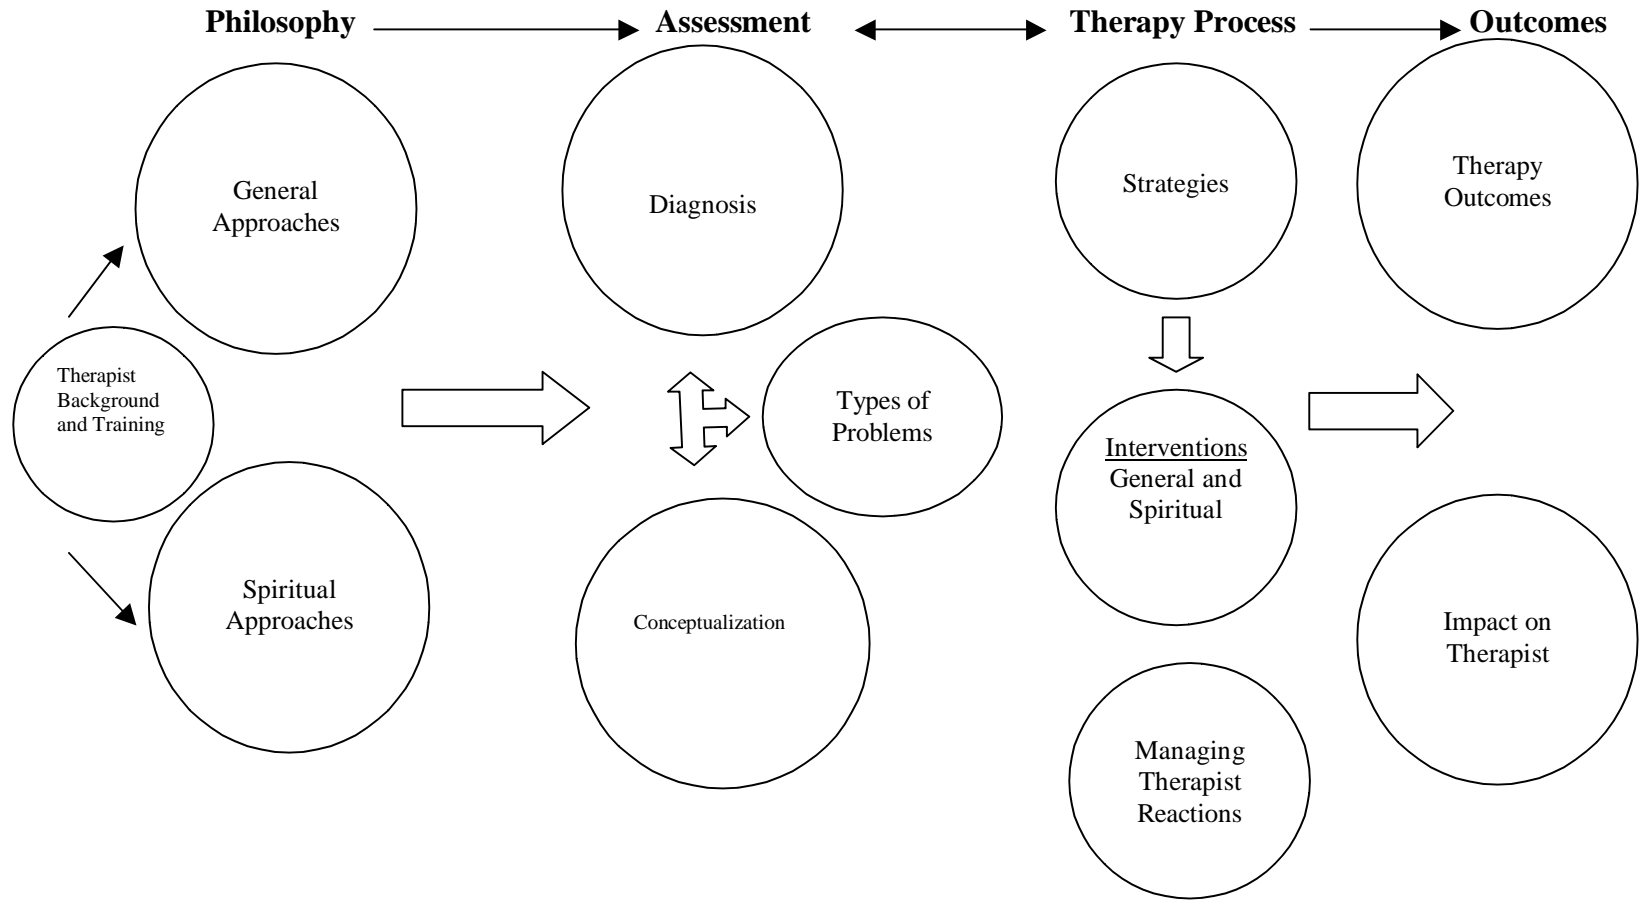 Philosophy
Assessment
Therapy Process
Outcomes
General
Approaches
Therapist
Background
and Training
Spiritual
Approaches
Diagnosis
Types of
Problems
Conceptualization
Strategies
Interventions
General and
Spiritual
Managing
Therapist
Reactions
Therapy
Outcomes
Impact on
Therapist